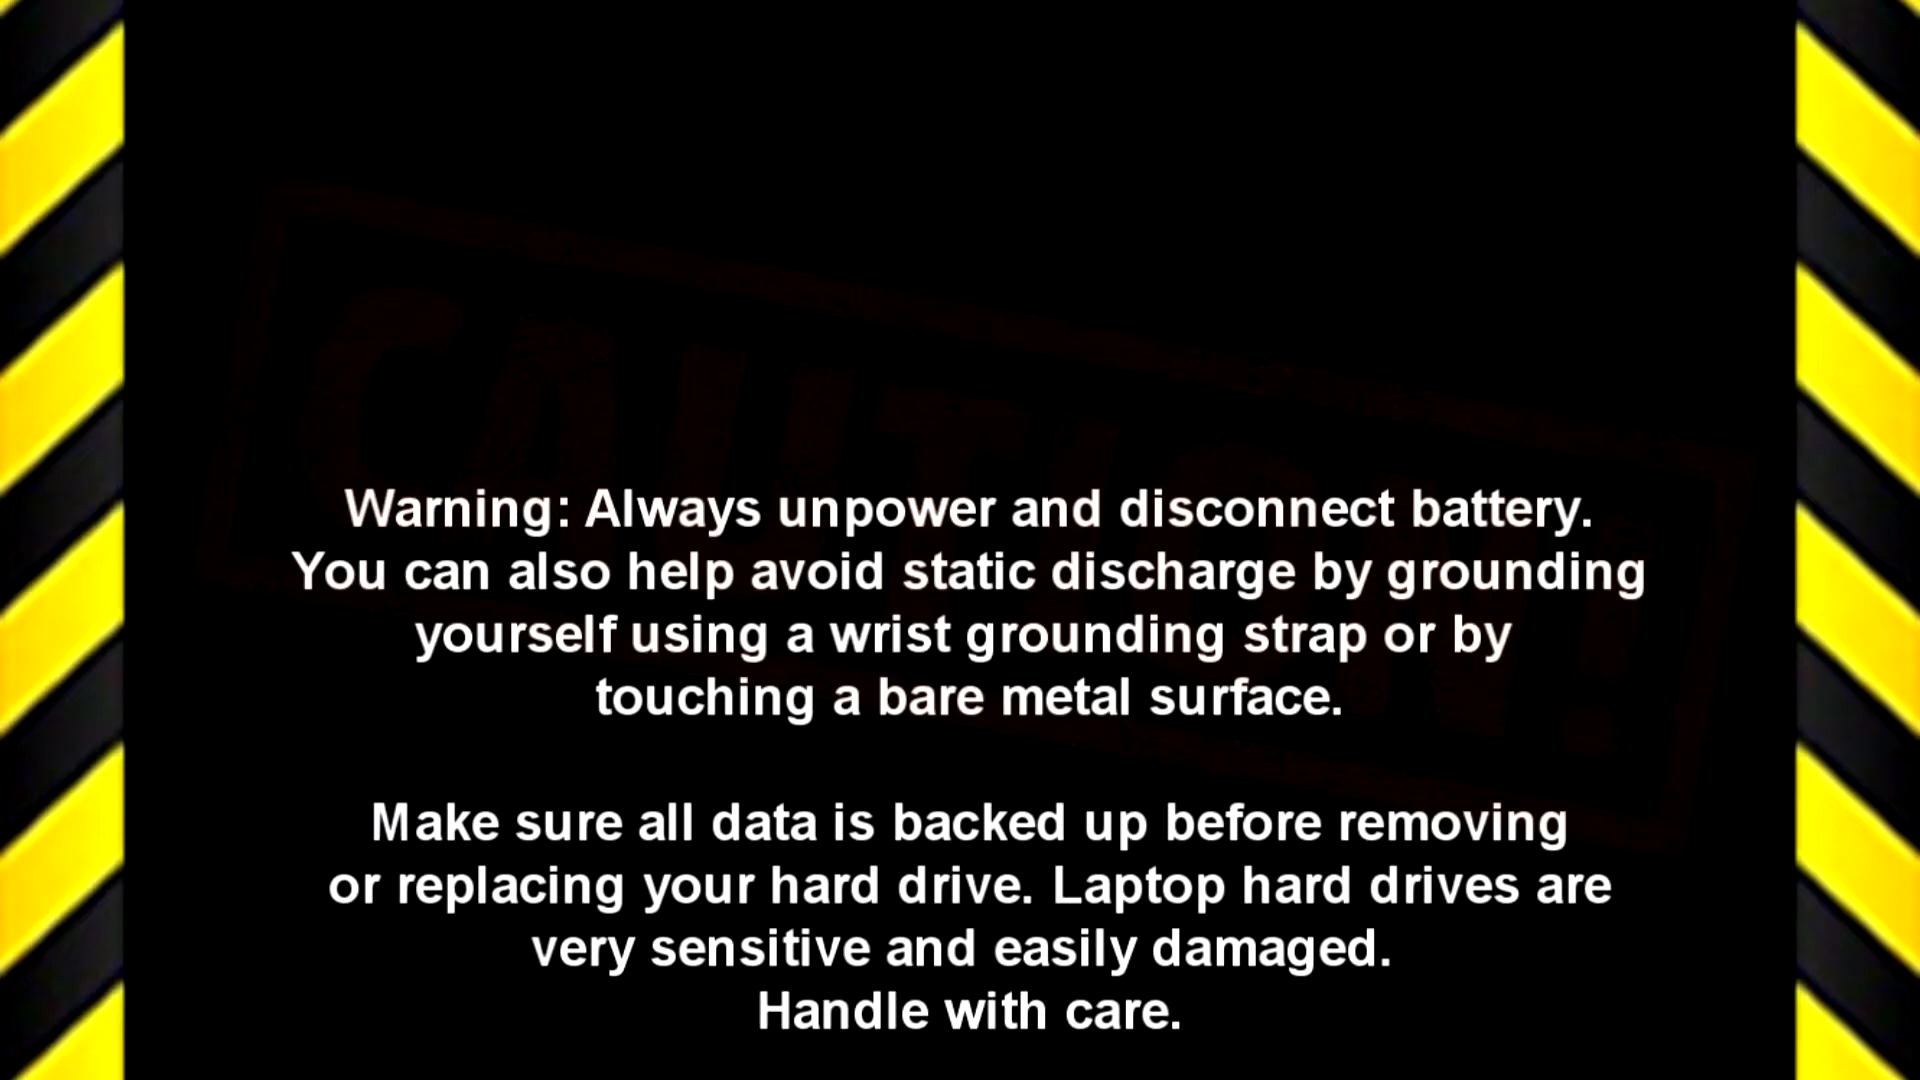 CAUTION!
Warning: Always unpower and disconnect battery.
You can also help avoid static discharge by grounding
yourself using a wrist grounding strap or by
touching a bare metal surface.
Make sure all data is backed up before removing
or replacing your hard drive. Laptop hard drives are
very sensitive and easily damaged.
Handle with care.